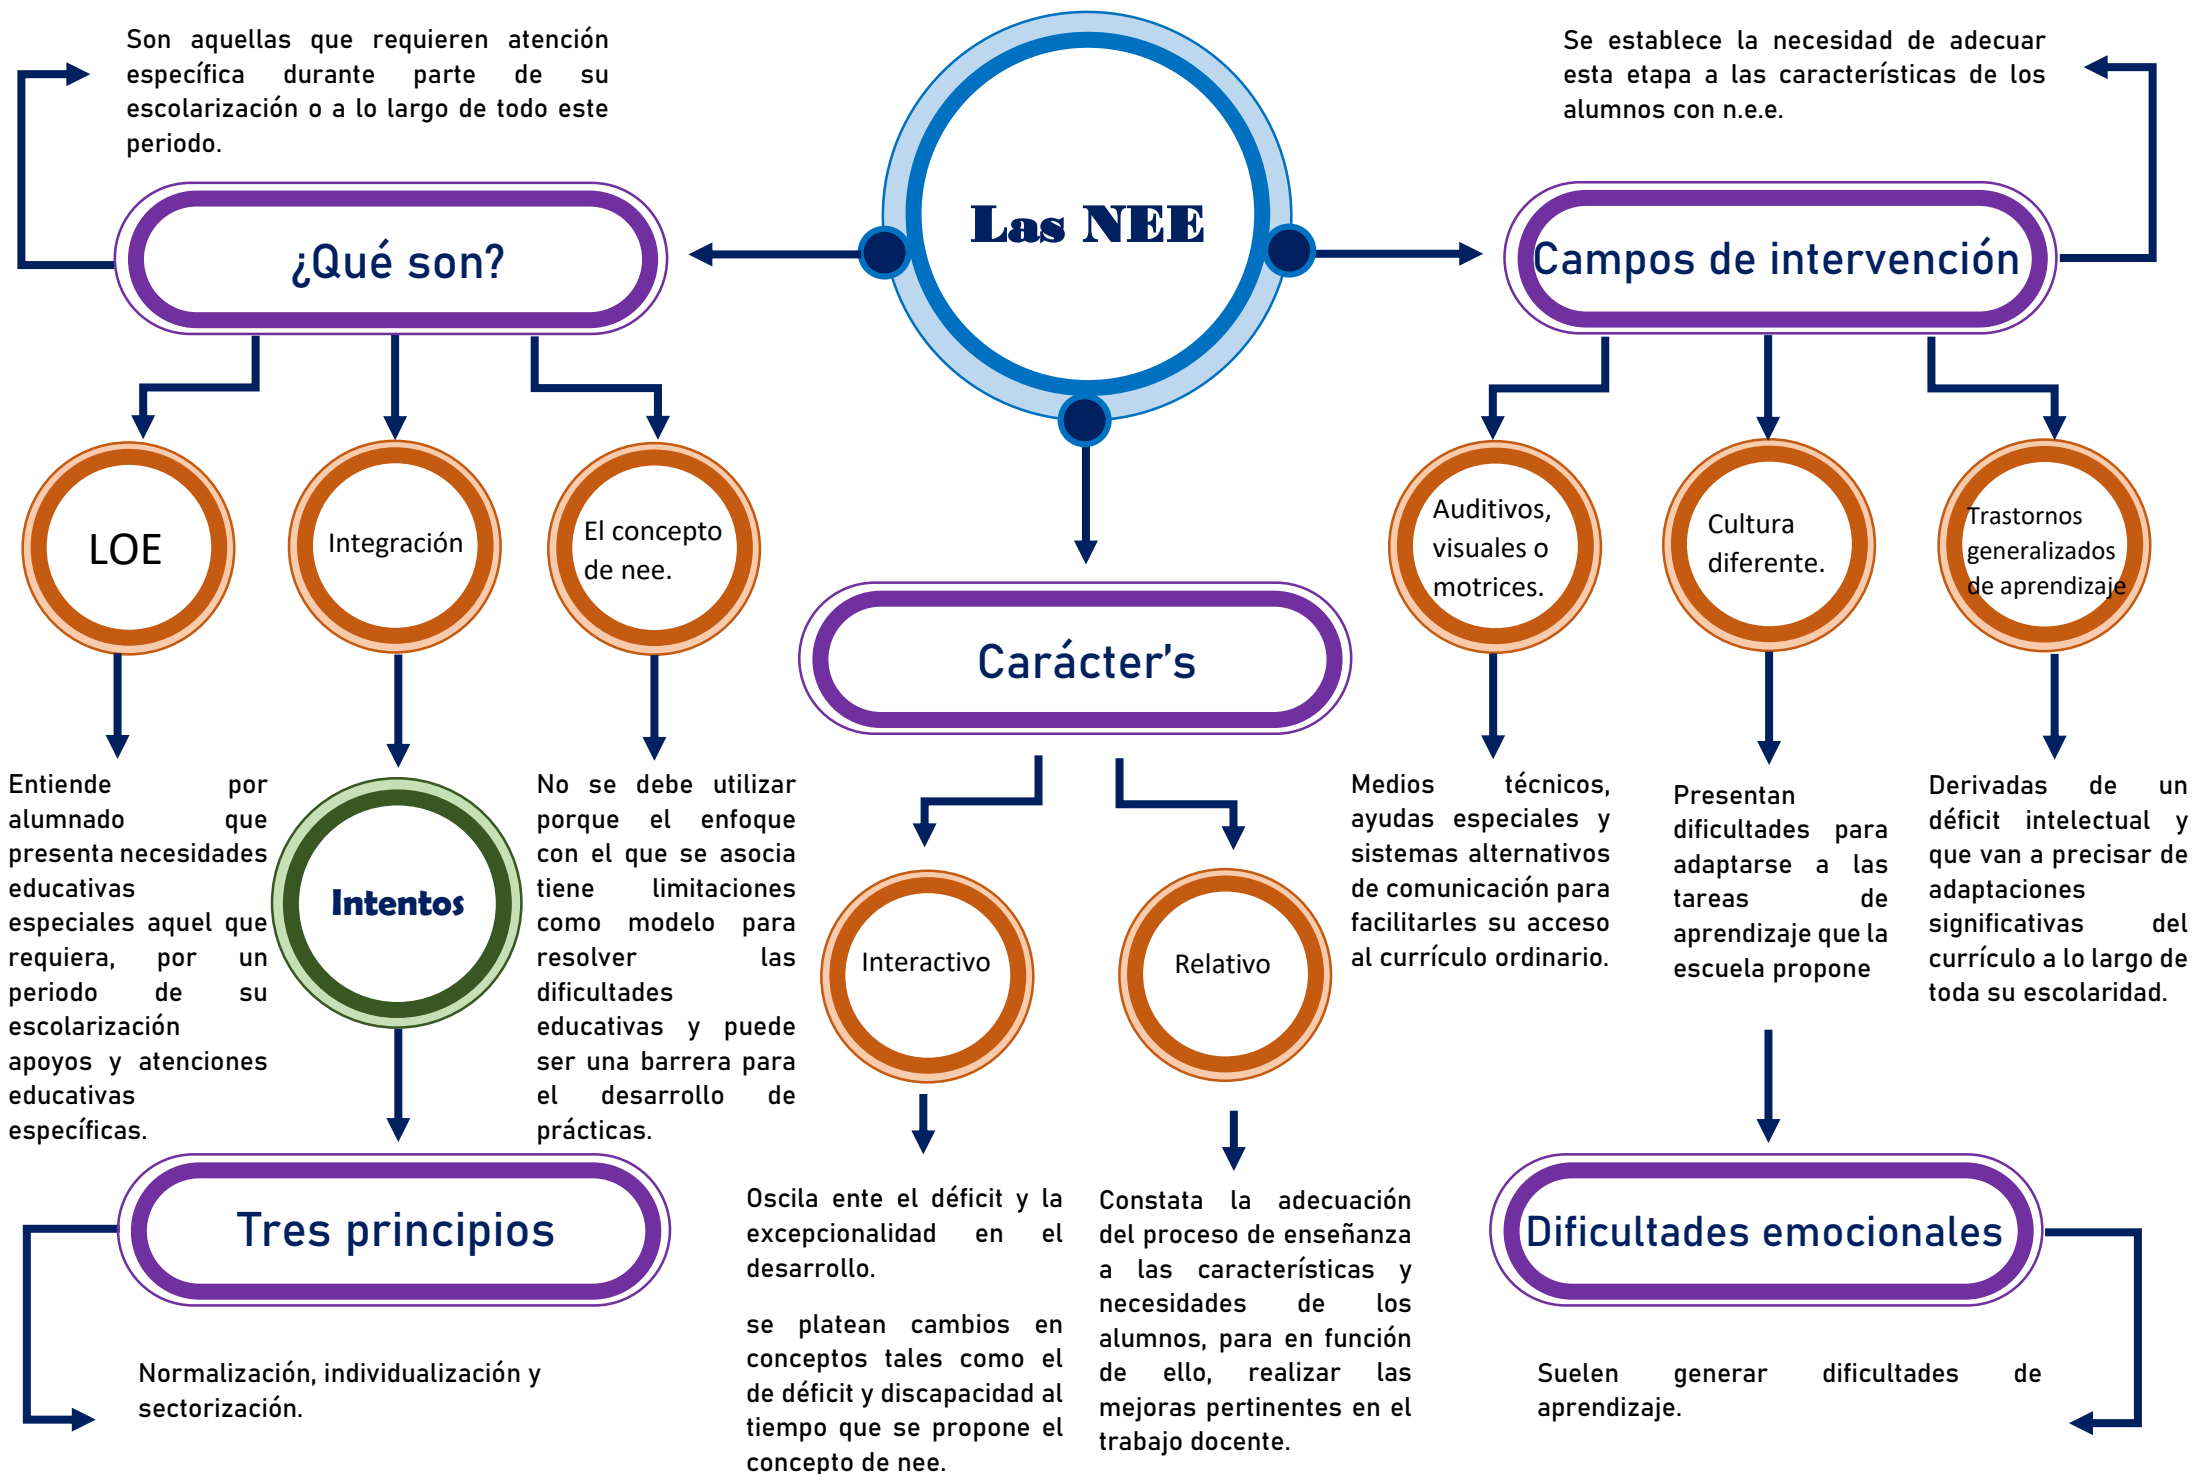 Son aquellas que requieren atención
específica durante parte de su
escolarización o a lo largo de todo este
periodo.
Las NEE
Se establece la necesidad de adecuar
esta etapa a las características de los
alumnos con n.e.e.
¿Qué son?
Campos de intervención
LOE
Integración
El concepto
de nee.
Auditivos,
visuales o
motrices.
Cultura
diferente.
Trastornos
generalizados
de aprendizaje
Carácter’s
Entiende por
alumnado que
presenta necesidades
educativas
especiales aquel que
requiera, por un
periodo de su
escolarización
apoyos y atenciones
educativas
específicas.
Intentos
No se debe utilizar
porque el enfoque
con el que se asocia
tiene limitaciones
como modelo para
resolver las
dificultades
educativas y puede
ser una barrera para
el desarrollo de
prácticas.
Interactivo
Relativo
Medios técnicos,
ayudas especiales y
sistemas alternativos
de comunicación para
facilitarles su acceso
al currículo ordinario.
Presentan
dificultades para
adaptarse a las
tareas de
aprendizaje que la
escuela propone
Derivadas de un
déficit intelectual y
que van a precisar de
adaptaciones
significativas del
currículo a lo largo de
toda su escolaridad.
Tres principios
Normalización, individualización y
sectorización.
Oscila ente el déficit y la
excepcionalidad en el
desarrollo.
se platean cambios en
conceptos tales como el
de déficit y discapacidad al
tiempo que se propone el
concepto de nee.
Constata la adecuación
del proceso de enseñanza
a las características y
necesidades de los
alumnos, para en función
de ello, realizar las
mejoras pertinentes en el
trabajo docente.
Dificultades emocionales
Suelen generar dificultades de
aprendizaje.